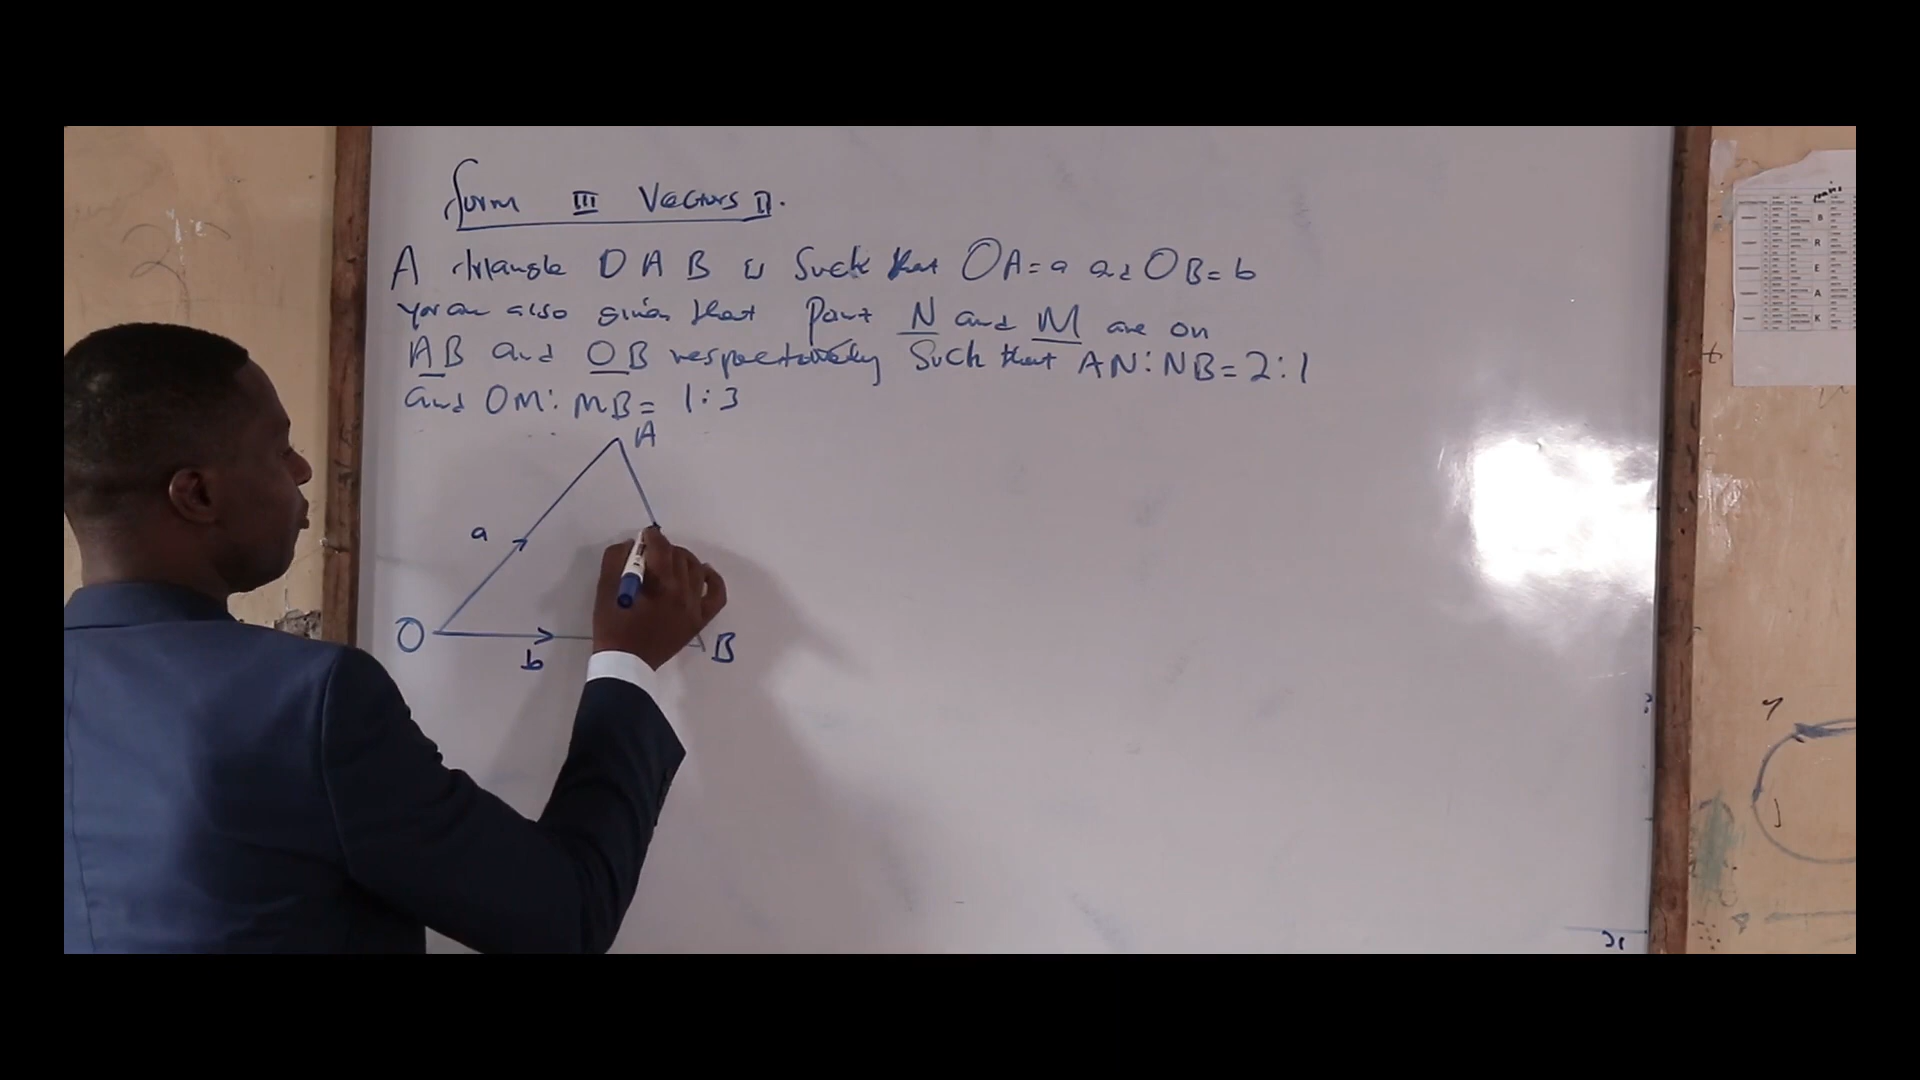 form III Vectors II.
A triangle OAB is such that OA = a and OB = b
you are also given that Point N and M are on
AB and OB respectively such that AN:NB = 2:1
and OM:MB = 1:3
A
a
O
b
B
B
R
E
A
K